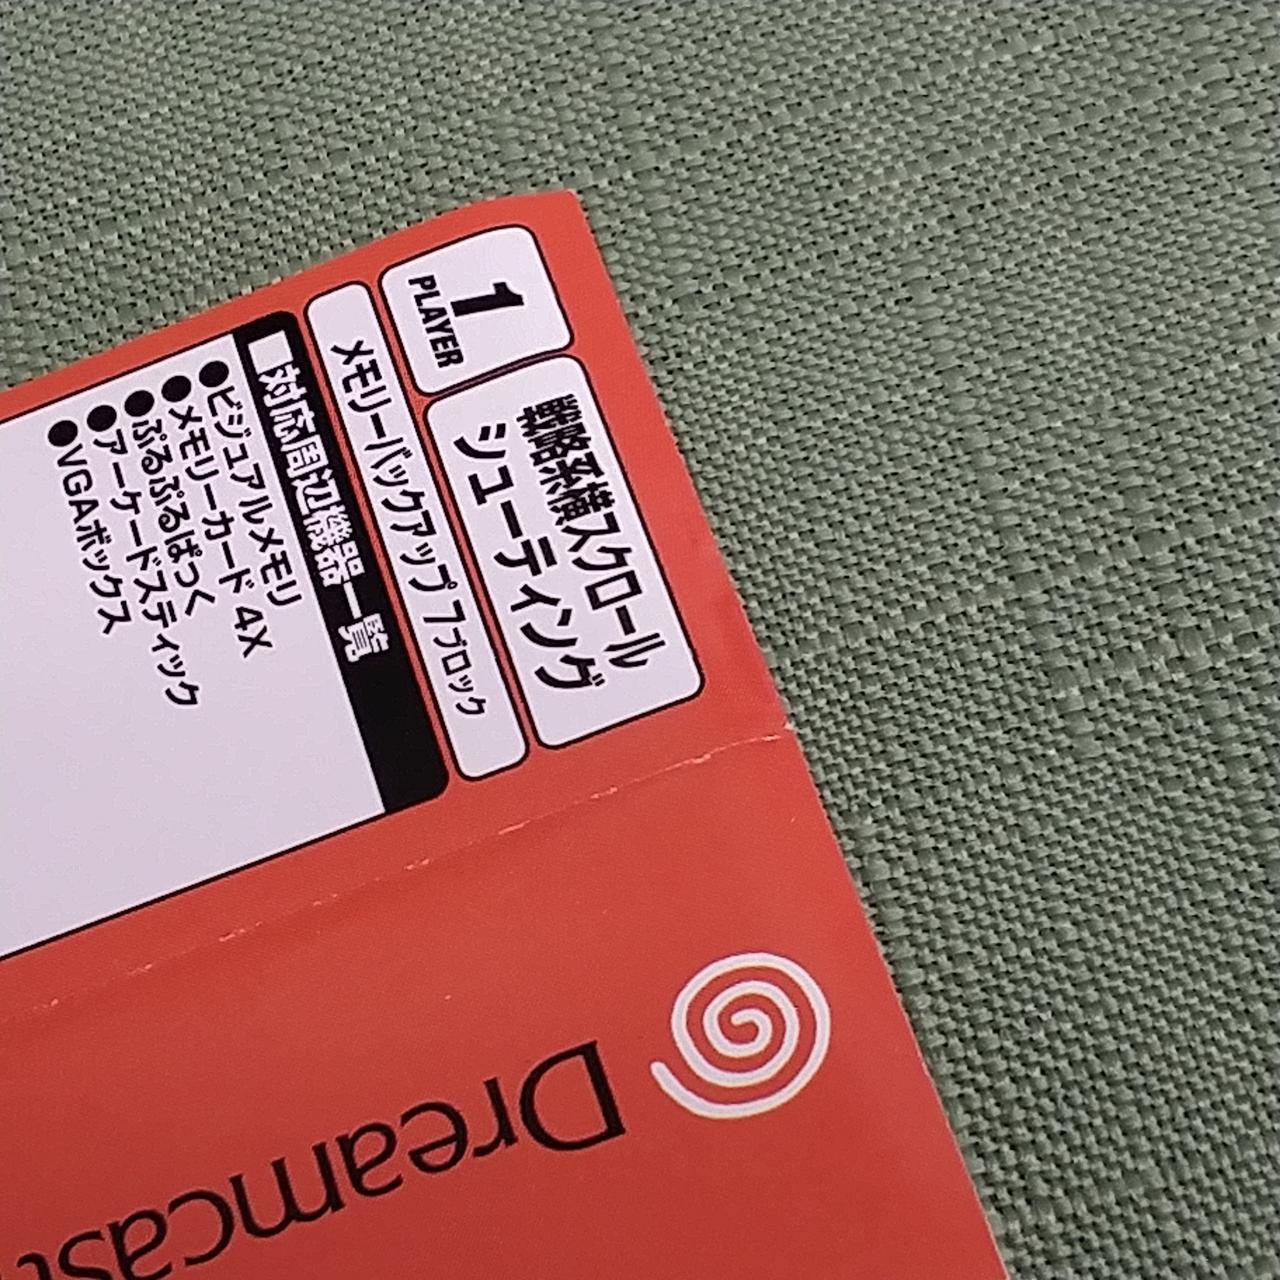 1
PLAYER
戦略系横スクロール
シューティング
メモリーバックアップ 7ブロック
■対応周辺機器一覧
●ビジュアルメモリ
●メモリーカード 4X
●ぷるぷるぱっく
●アーケードスティック
●VGAボックス
Dreamcast